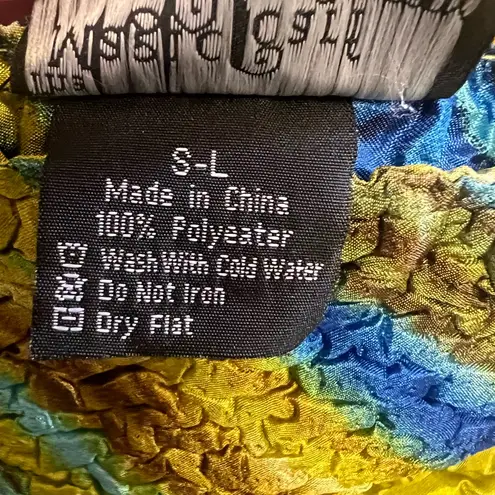 S-L
Made in China
100% Polyeater
Wash With Cold Water
Do Not Iron
Dry Flat